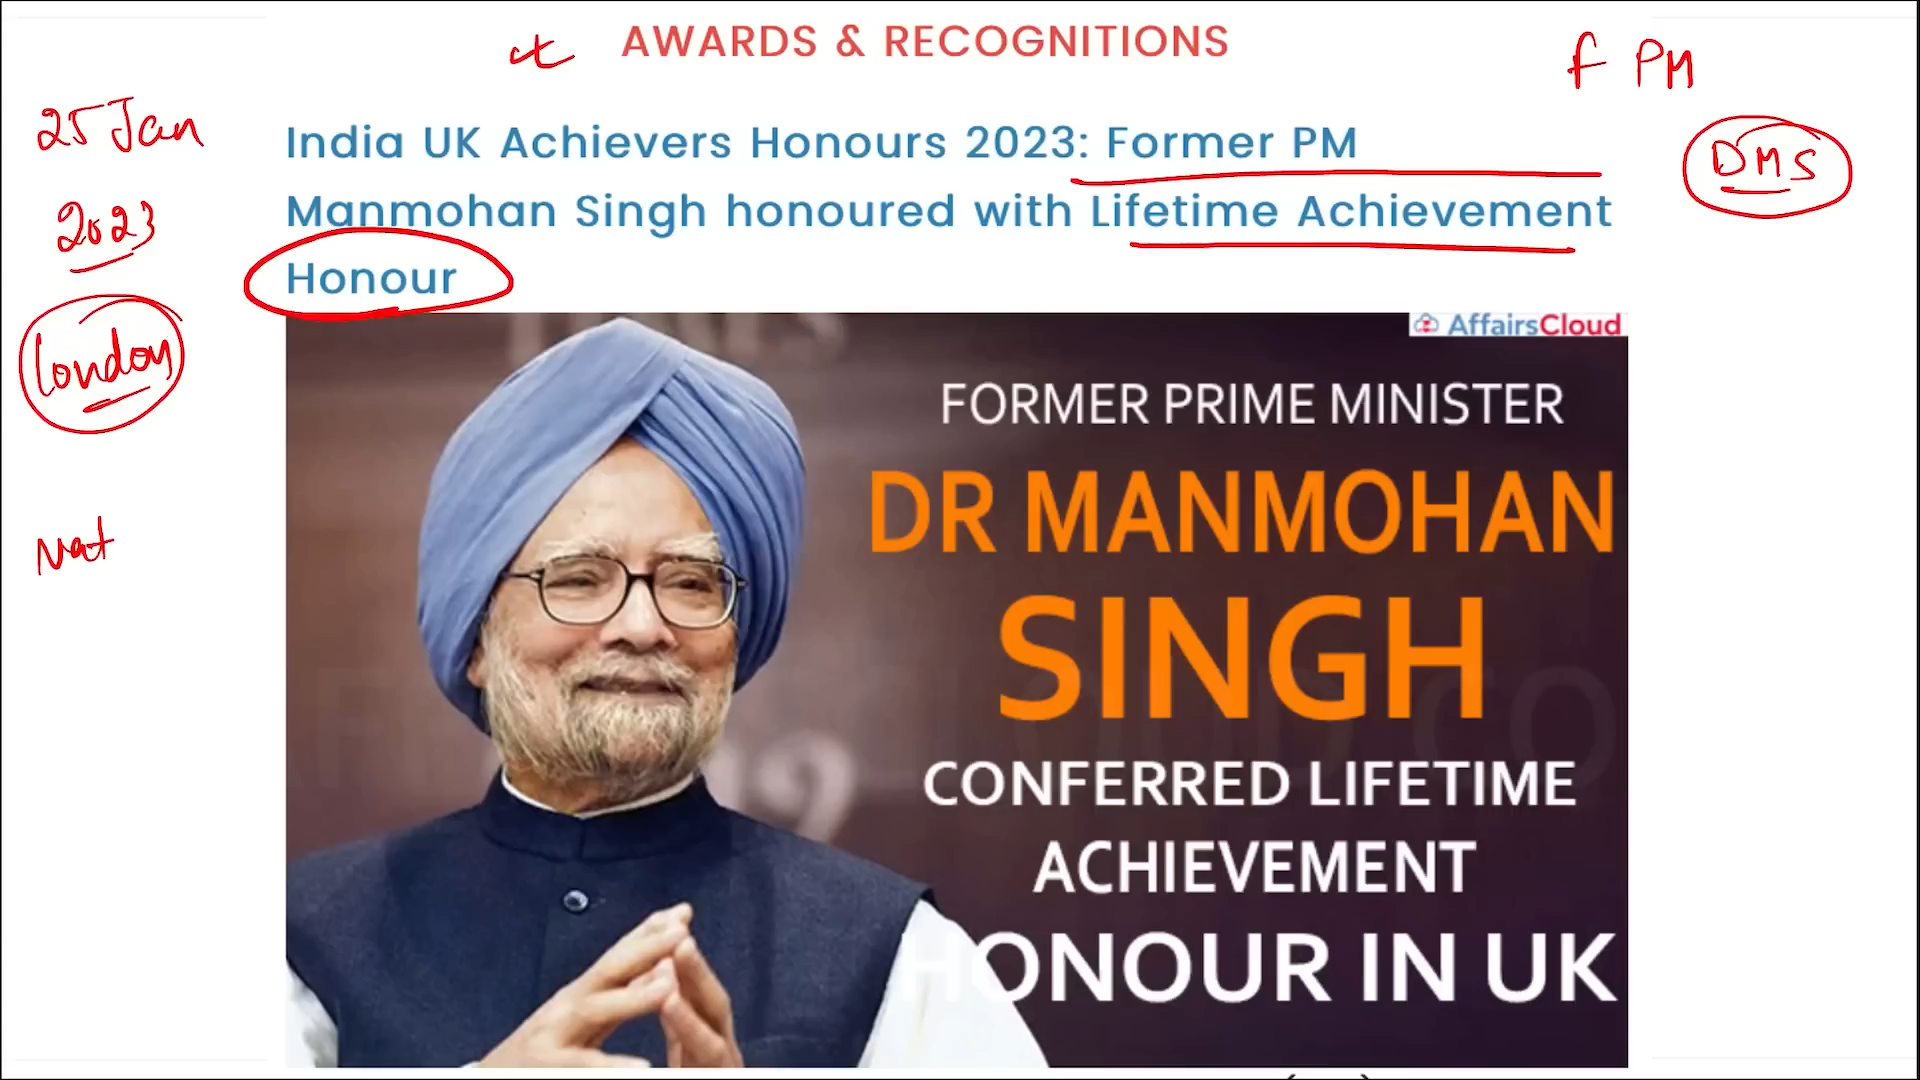 AWARDS & RECOGNITIONS
f PM
25 Jan
India UK Achievers Honours 2023: Former PM
DMS
2023
Manmohan Singh honoured with Lifetime Achievement
Honour
London
AffairsCloud
FORMER PRIME MINISTER
DR MANMOHAN
Nat
SINGH
CONFERRED LIFETIME
ACHIEVEMENT
HONOUR IN UK